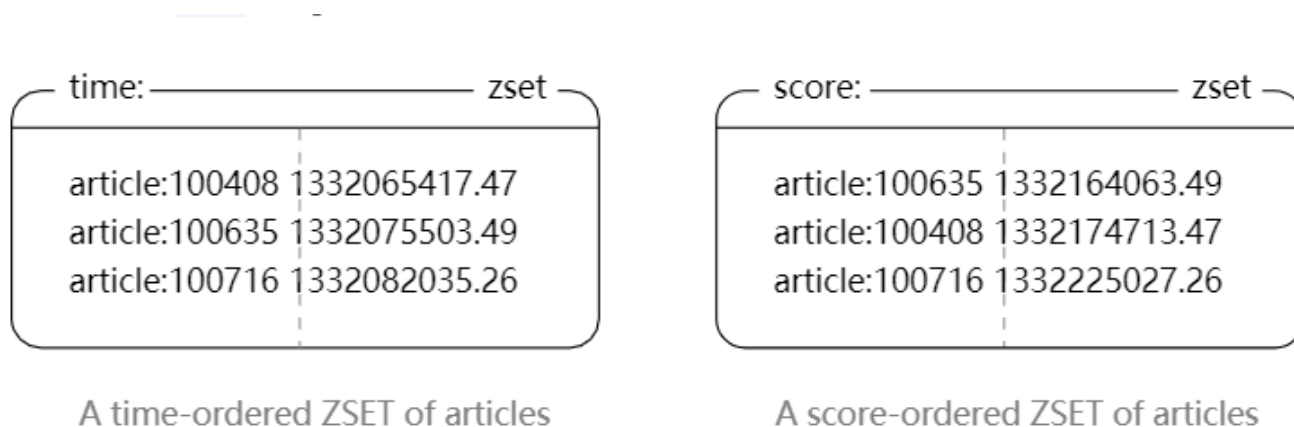 time: zset
article:100408 1332065417.47
article:100635 1332075503.49
article:100716 1332082035.26
A time-ordered ZSET of articles
score: zset
article:100635 1332164063.49
article:100408 1332174713.47
article:100716 1332225027.26
A score-ordered ZSET of articles